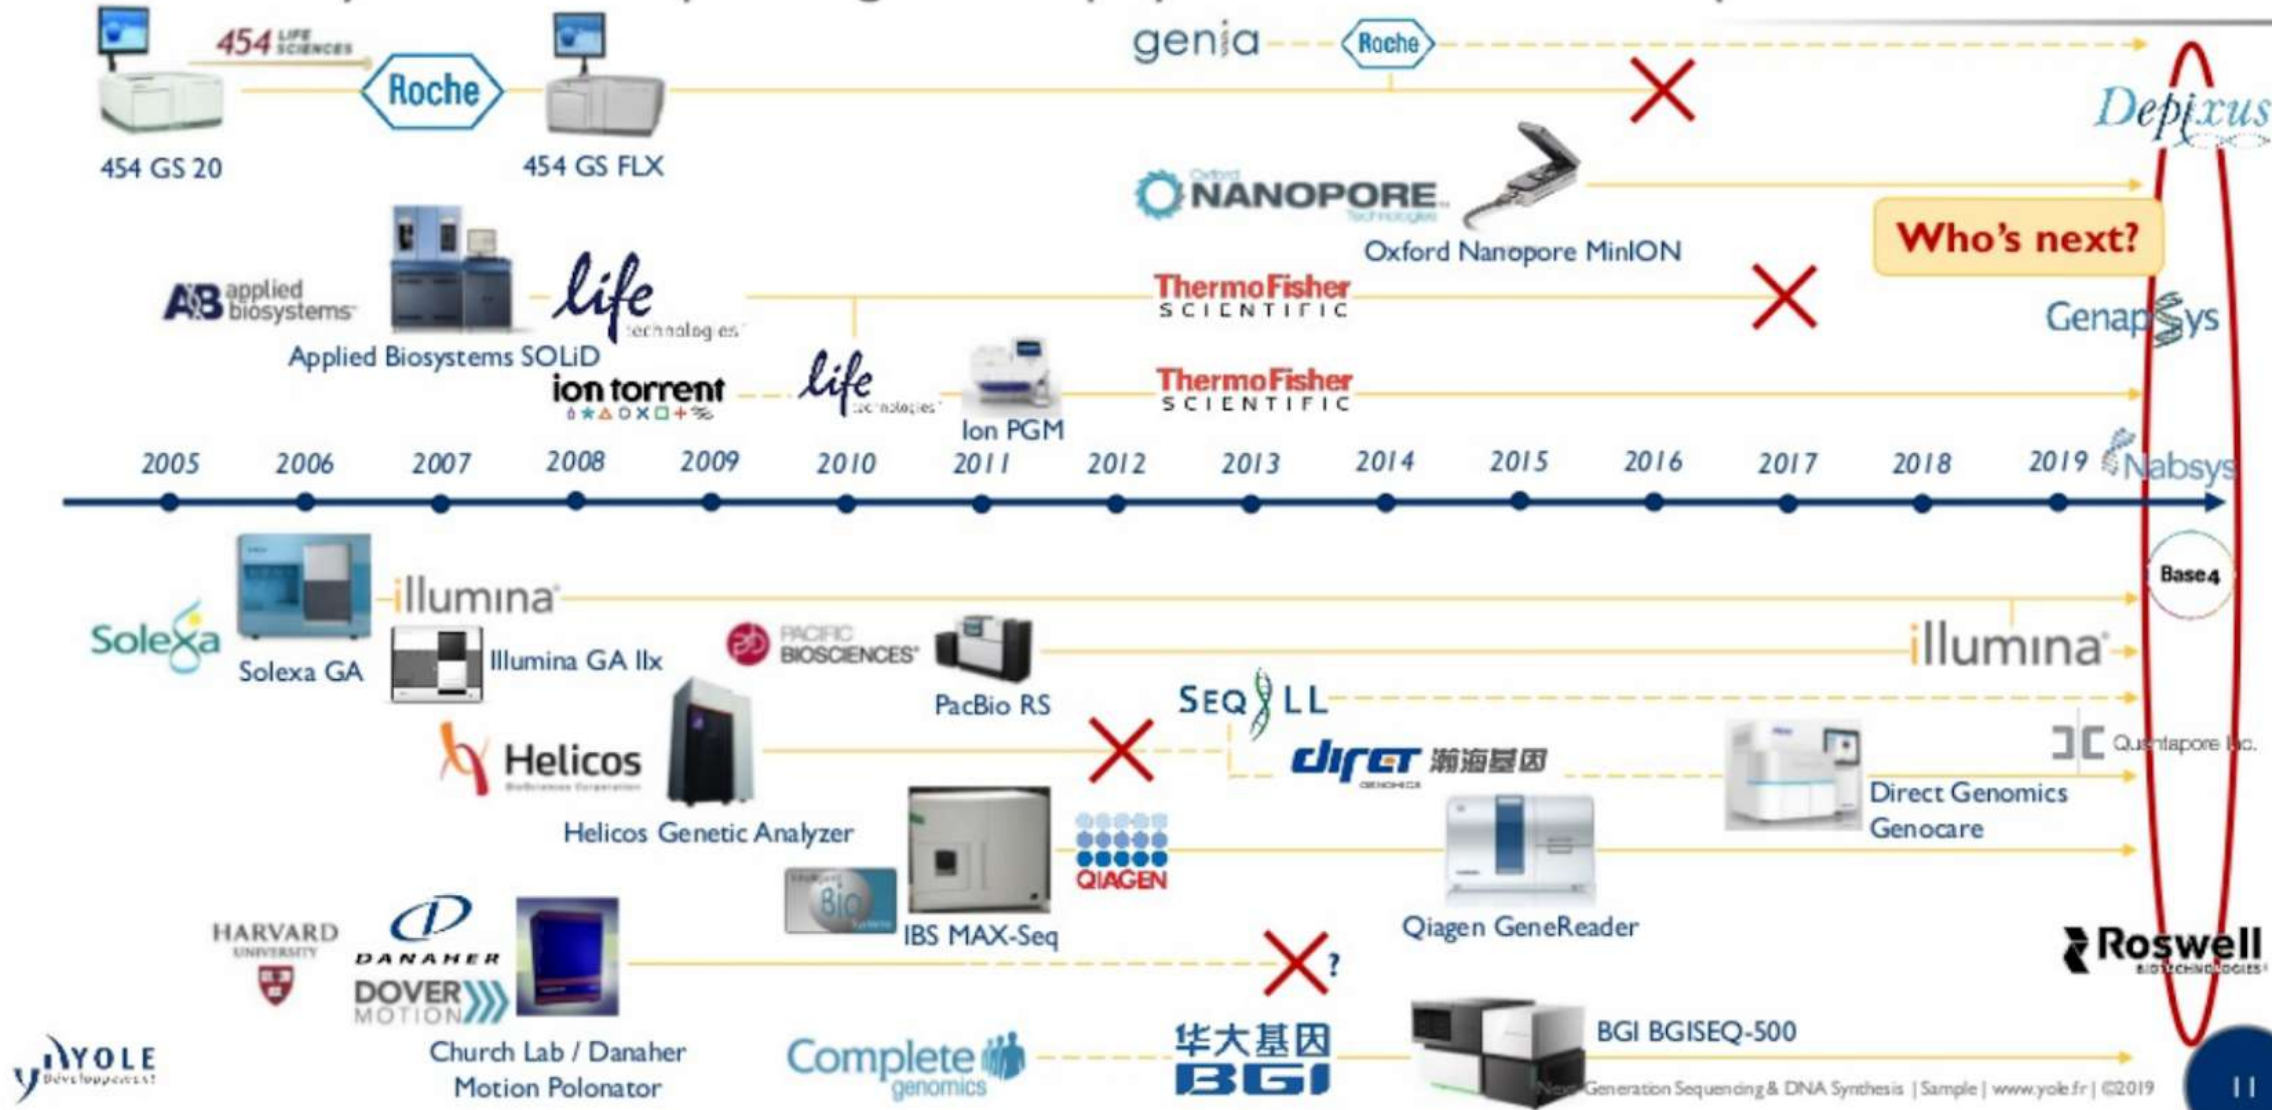 454 LIFE SCIENCES
Roche
454 GS 20
454 GS FLX
genia
Roche
Depixus
Oxford
NANOPORE
Technologies
Oxford Nanopore MinION
Who's next?
AB applied biosystems
Applied Biosystems SOLiD
life
technologies
ThermoFisher
SCIENTIFIC
GenapSys
ion torrent
life
technologies
Ion PGM
ThermoFisher
SCIENTIFIC
2005 2006 2007 2008 2009 2010 2011 2012 2013 2014 2015 2016 2017 2018 2019
Nabsys
Solexa
Solexa GA
illumina
Illumina GA IIx
PACIFIC
BIOSCIENCES
PacBio RS
illumina
Base4
SEQLL
Helicos
BioSciences Corporation
Helicos Genetic Analyzer
瀚海基因
GENOMICS
Direct Genomics
Genocare
Quantapore Inc.
Bio
IBS MAX-Seq
QIAGEN
Qiagen GeneReader
HARVARD
UNIVERSITY
DANAHER
DOVER
MOTION
Church Lab / Danaher
Motion Polonator
?
Roswell
BIOTECHNOLOGIES
Complete
genomics
华大基因
BGI
BGI BGISEQ-500
YOLE
Développement
Next Generation Sequencing & DNA Synthesis | Sample | www.yole.fr | ©2019
11